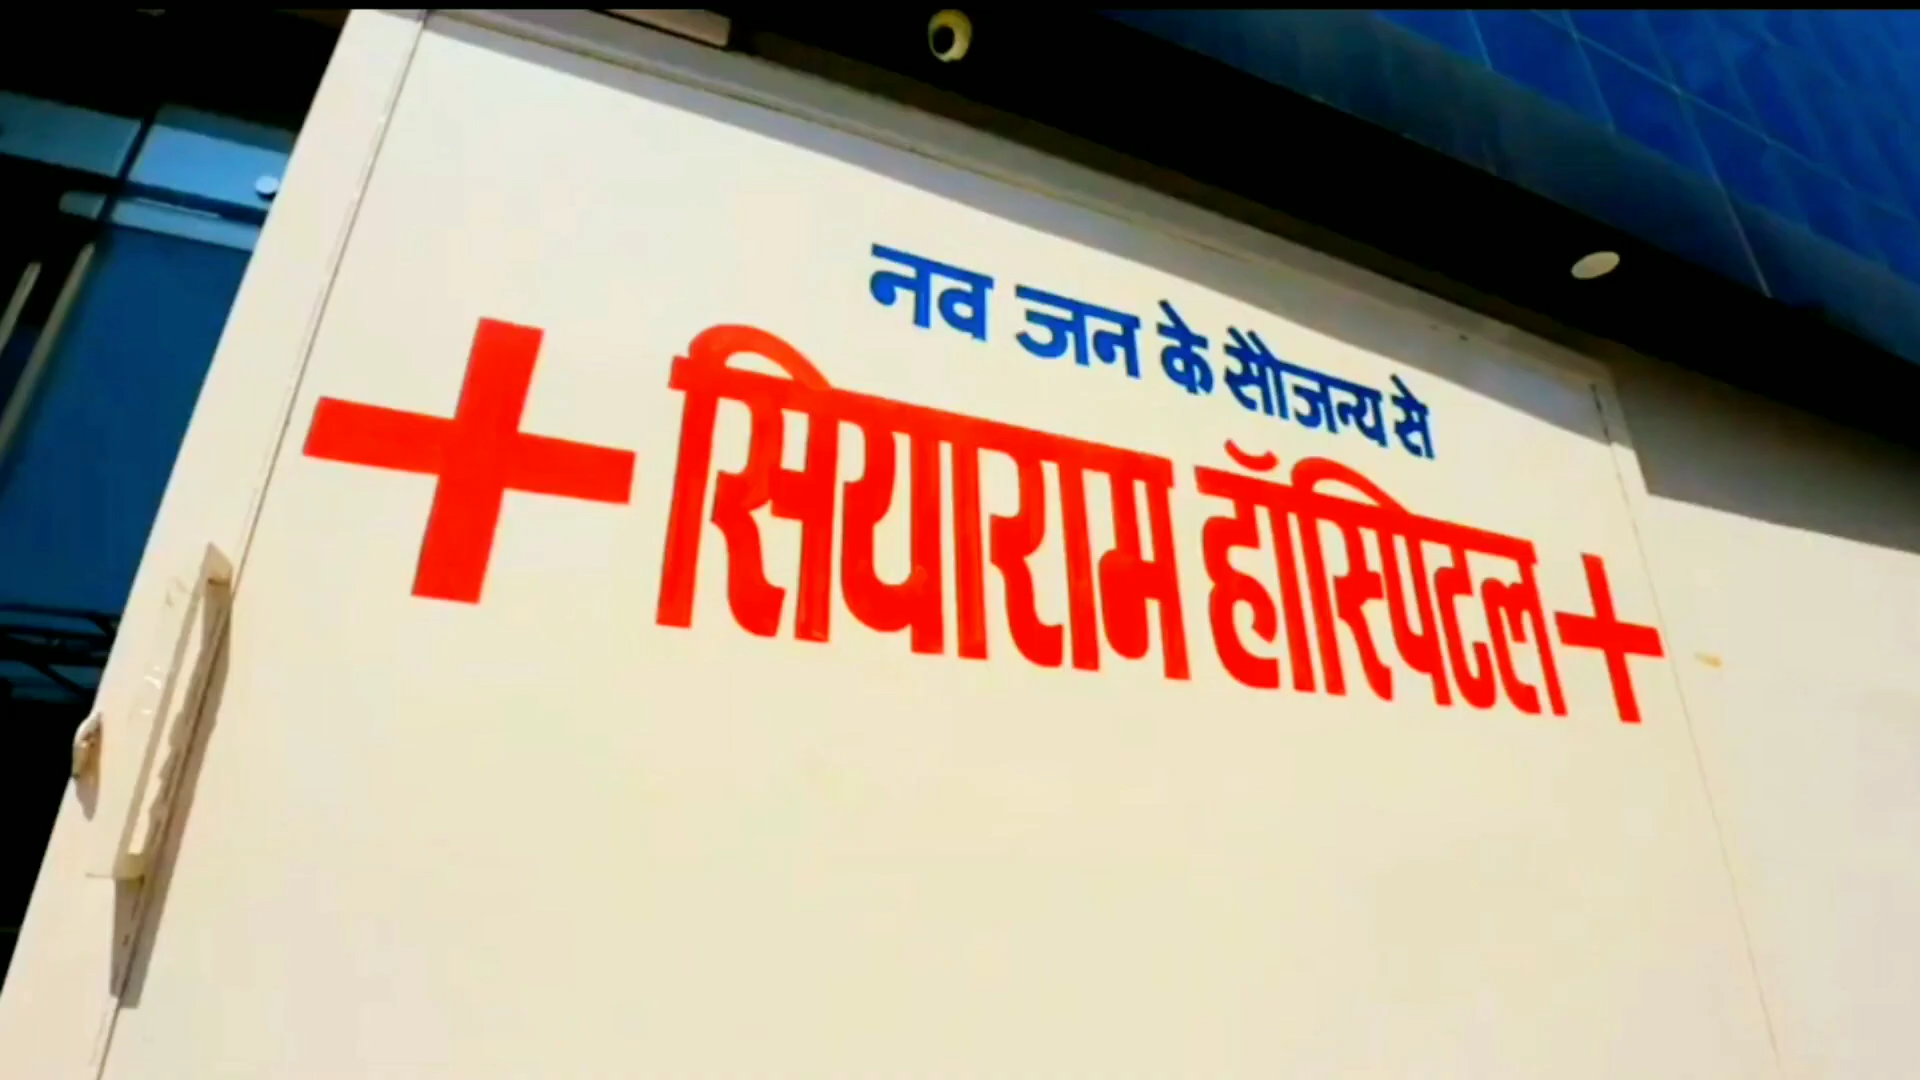 नव जन के सौजन्य से
सियाराम हॉस्पिटल